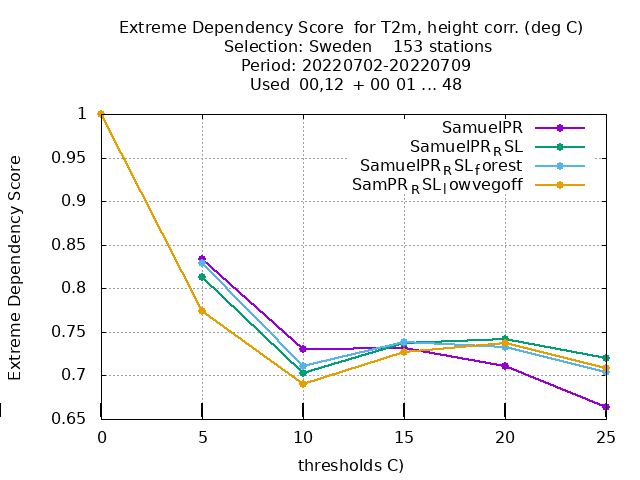 Extreme Dependency Score for T2m, height corr. (deg C)
Selection: Sweden 153 stations
Period: 20220702-20220709
Used 00,12 + 00 01 ... 48
Extreme Dependency Score
1
0.95
0.9
0.85
0.8
0.75
0.7
0.65
SamuelPR
SamuelPR_RSL
SamuelPR_RSL_forest
SamPR_RSL_lowvegoff
0 5 10 15 20 25
thresholds C)